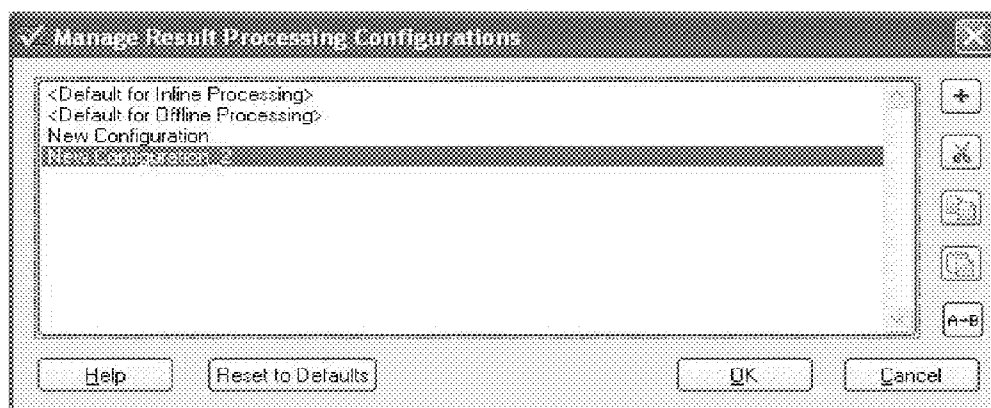 Manage Result Processing Configurations
<Default for Inline Processing>
<Default for Offline Processing>
New Configuration
New Configuration 2
A→B
Help
Reset to Defaults
OK
Cancel